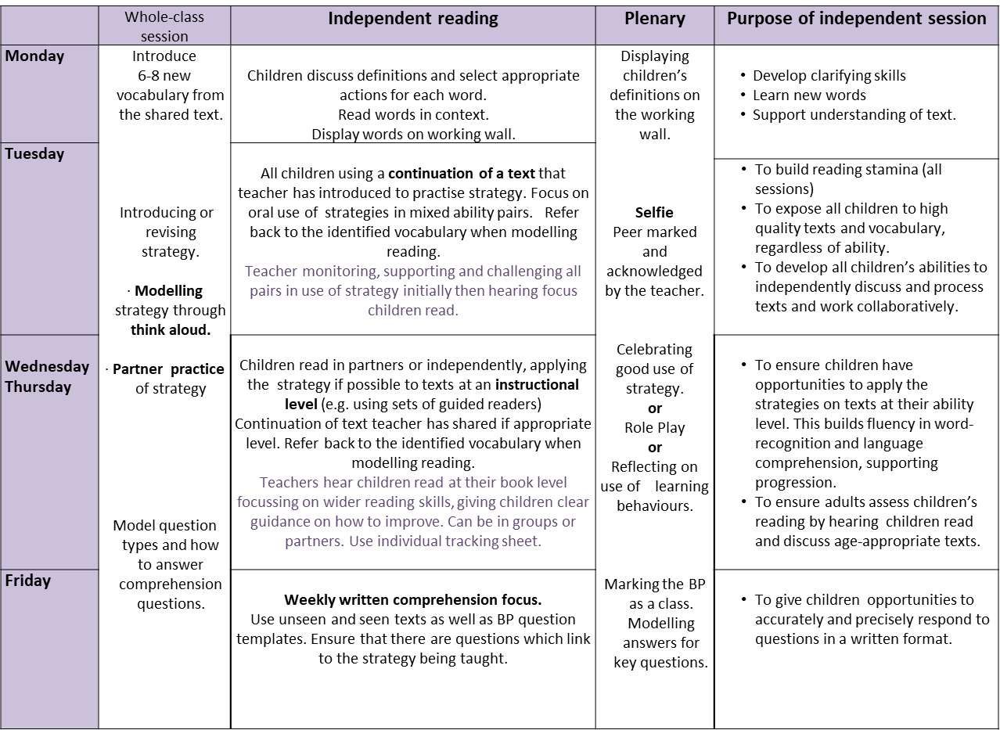 Whole-class
session
Independent reading
Plenary
Purpose of independent session
Monday
Introduce
6-8 new
vocabulary from
the shared text.
Children discuss definitions and select appropriate
actions for each word.
Read words in context.
Display words on working wall.
Displaying
children’s
definitions on
the working
wall.
• Develop clarifying skills
• Learn new words
• Support understanding of text.
Tuesday
Introducing or
revising
strategy.
· Modelling
strategy through
think aloud.
All children using a continuation of a text that
teacher has introduced to practise strategy. Focus on
oral use of strategies in mixed ability pairs. Refer
back to the identified vocabulary when modelling
reading.
Teacher monitoring, supporting and challenging all
pairs in use of strategy initially then hearing focus
children read.
Selfie
Peer marked
and
acknowledged
by the teacher.
• To build reading stamina (all
sessions)
• To expose all children to high
quality texts and vocabulary,
regardless of ability.
• To develop all children’s abilities to
independently discuss and process
texts and work collaboratively.
Wednesday
Thursday
· Partner practice
of strategy
Children read in partners or independently, applying
the strategy if possible to texts at an instructional
level (e.g. using sets of guided readers)
Continuation of text teacher has shared if appropriate
level. Refer back to the identified vocabulary when
modelling reading.
Teachers hear children read at their book level
focussing on wider reading skills, giving children clear
guidance on how to improve. Can be in groups or
partners. Use individual tracking sheet.
Celebrating
good use of
strategy.
or
Role Play
or
Reflecting on
use of learning
behaviours.
• To ensure children have
opportunities to apply the
strategies on texts at their ability
level. This builds fluency in word-
recognition and language
comprehension, supporting
progression.
• To ensure adults assess children’s
reading by hearing children read
and discuss age-appropriate texts.
Model question
types and how
to answer
comprehension
questions.
Friday
Weekly written comprehension focus.
Use unseen and seen texts as well as BP question
templates. Ensure that there are questions which link
to the strategy being taught.
Marking the BP
as a class.
Modelling
answers for
key questions.
• To give children opportunities to
accurately and precisely respond to
questions in a written format.